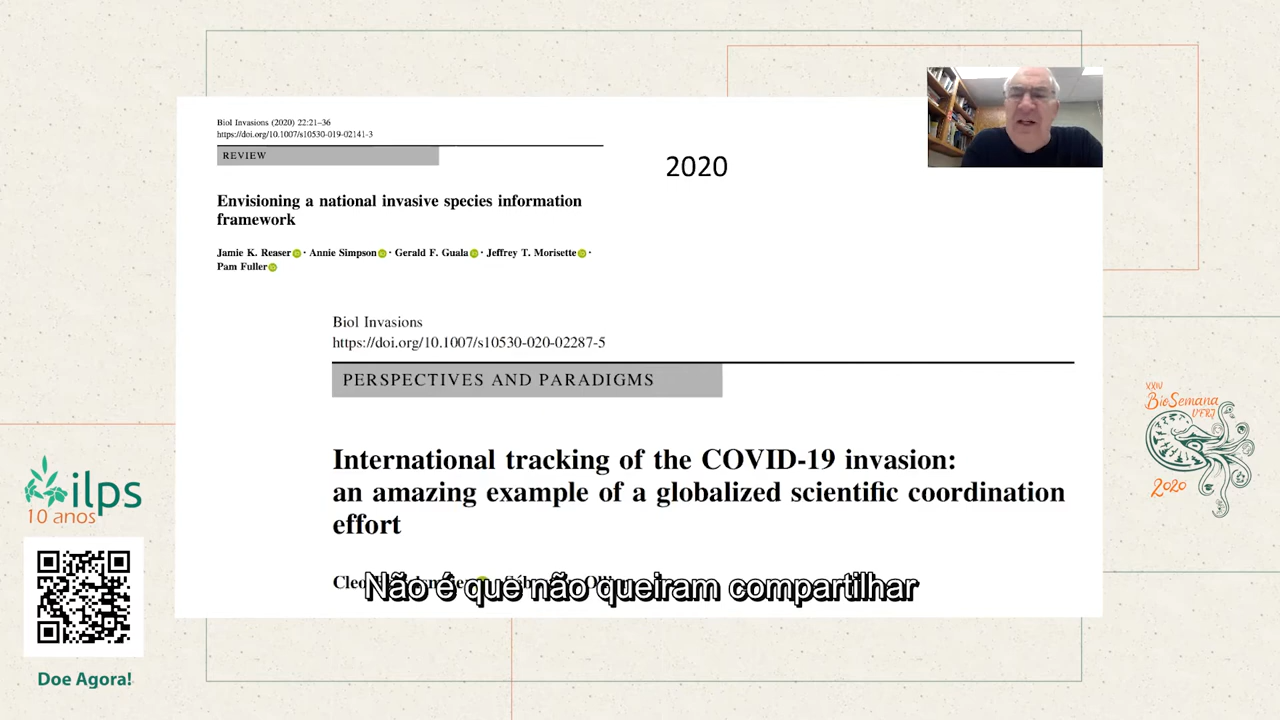 Biol Invasions (2020) 22:21–36
https://doi.org/10.1007/s10530-019-02141-3
REVIEW
2020
Envisioning a national invasive species information
framework
Jamie K. Reaser · Annie Simpson · Gerald F. Guala · Jeffrey T. Morisette ·
Pam Fuller
Biol Invasions
https://doi.org/10.1007/s10530-020-02287-5
PERSPECTIVES AND PARADIGMS
International tracking of the COVID-19 invasion:
an amazing example of a globalized scientific coordination
effort
Não é que não queiram compartilhar
ilps
10 anos
Doe Agora!
XXIV
BioSemana
UFRJ
2020